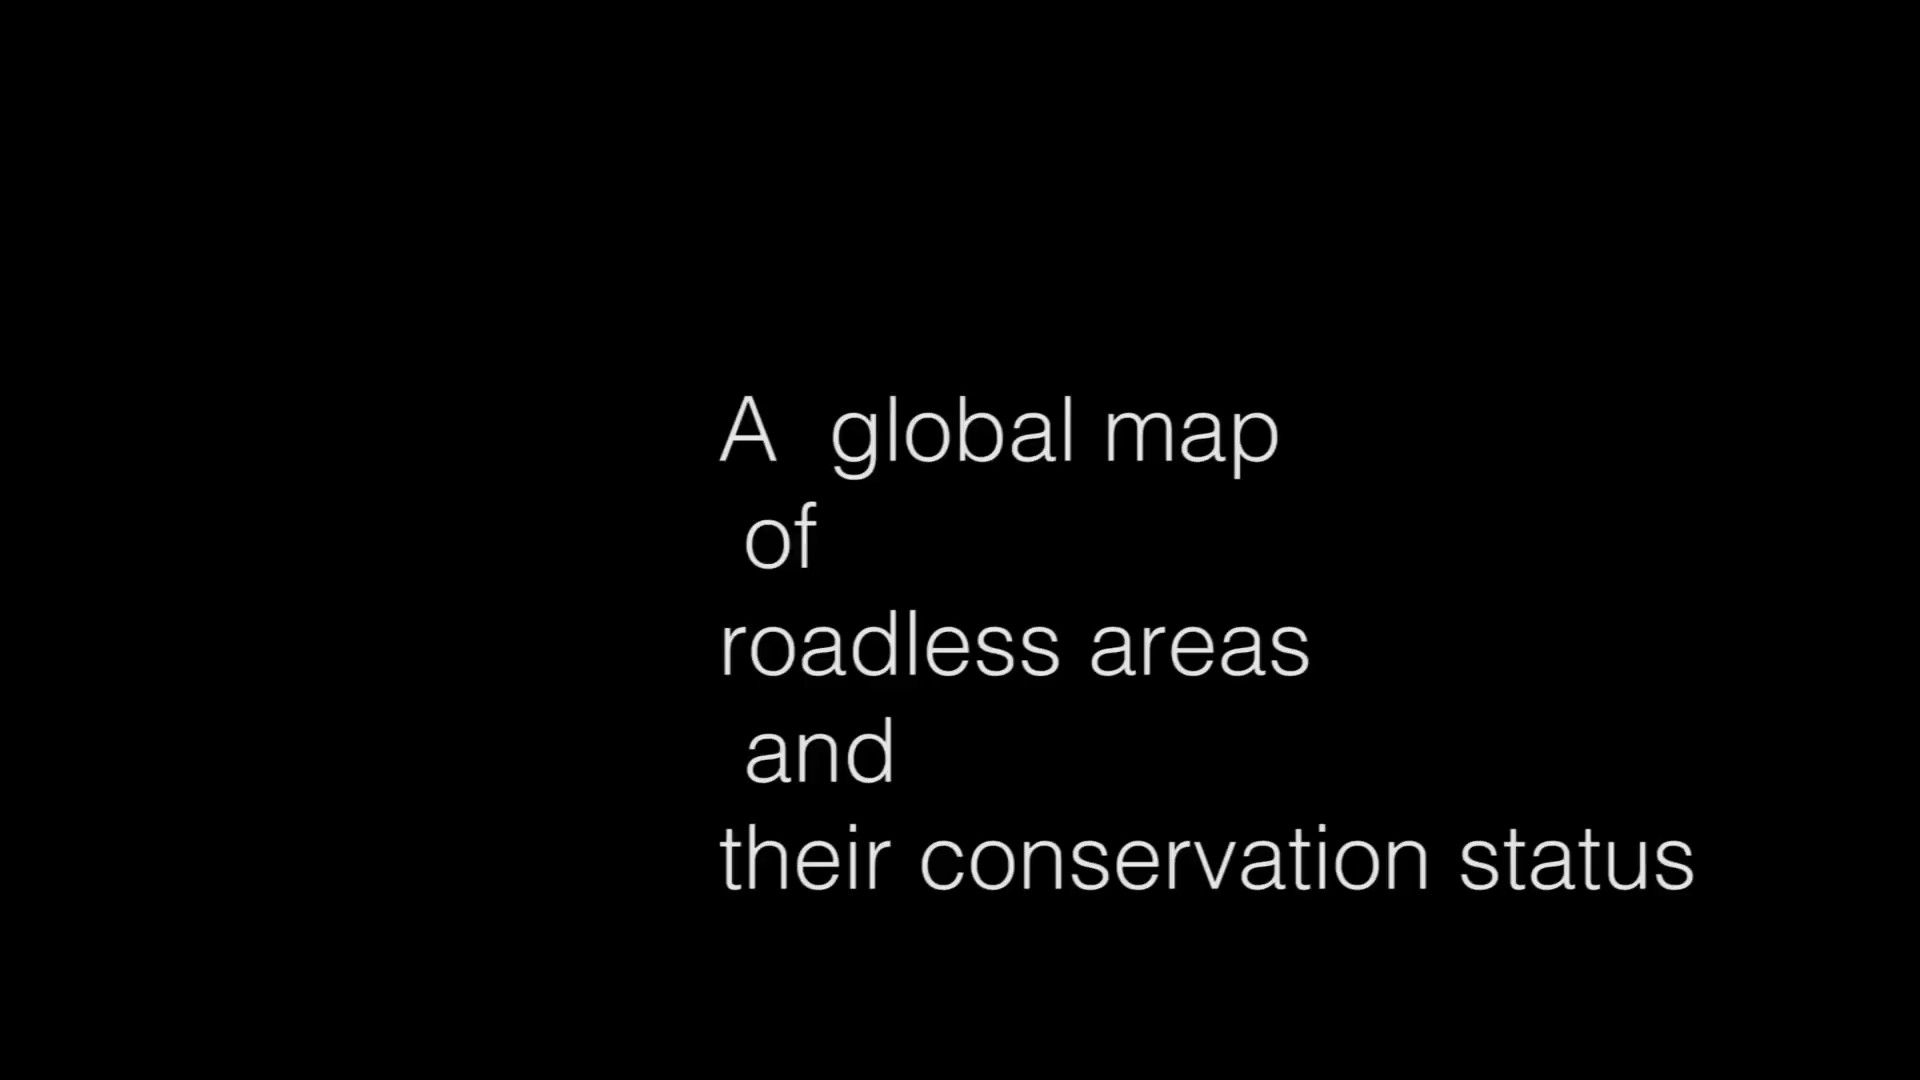 A  global map
of
roadless areas
and
their conservation status